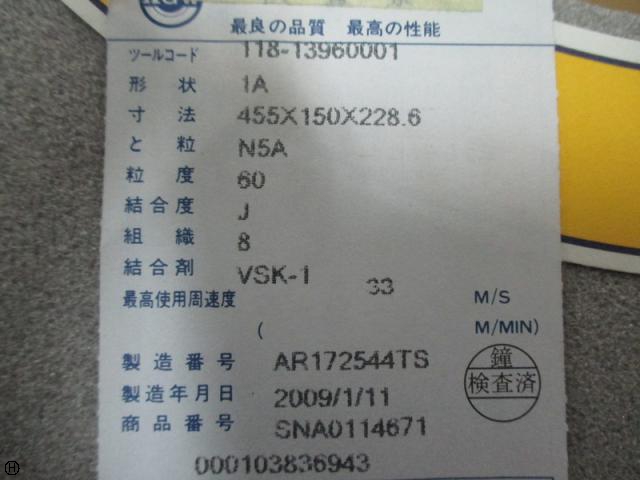 最良の品質 最高の性能
ツールコード 118-13960001
形状 1A
寸法 455X150X228.6
と粒 N5A
粒度 60
結合度 J
組織 8
結合剤 VSK-1
最高使用周速度 33 M/S
( M/MIN)
製造番号 AR172544TS
製造年月日 2009/1/11
商品番号 SNA0114671
000103836943
鐘
検査済
H